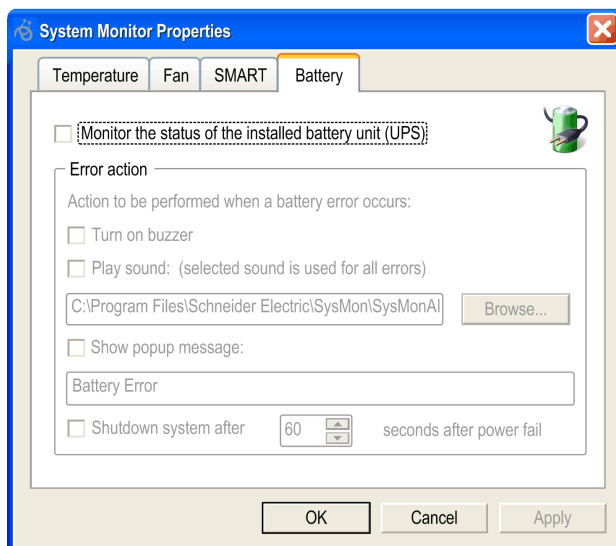 System Monitor Properties
Temperature Fan SMART Battery
Monitor the status of the installed battery unit (UPS)
Error action
Action to be performed when a battery error occurs:
Turn on buzzer
Play sound: (selected sound is used for all errors)
C:\Program Files\Schneider Electric\SysMon\SysMonAl Browse...
Show popup message:
Battery Error
Shutdown system after 60 seconds after power fail
OK Cancel Apply